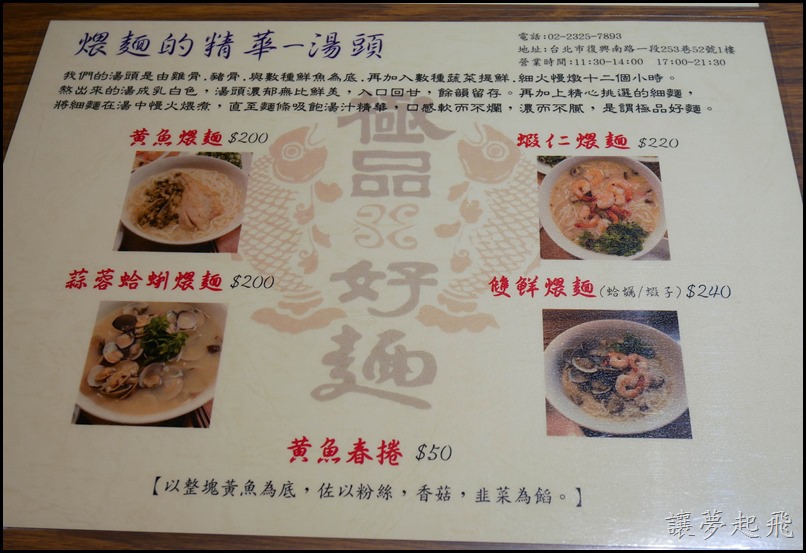 煨麵的精華–湯頭
電話:02-2325-7893
地址:台北市復興南路一段253巷52號1樓
營業時間:11:30-14:00 17:00-21:30
我們的湯頭是由雞骨.豬骨.與數種鮮魚為底.再加入數種蔬菜提鮮.細火慢燉十二個小時。
熬出來的湯成乳白色，湯頭濃郁無比鮮美，入口回甘，餘韻留存。再加上精心挑選的細麵，
將細麵在湯中慢火煨煮，直至麵條吸飽湯汁精華，口感軟而不爛，濃而不膩，是謂極品好麵。
極品
好麵
黃魚煨麵 $200
蝦仁煨麵 $220
蒜蓉蛤蜊煨麵 $200
雙鮮煨麵(蛤蠣/蝦子)$240
黃魚春捲 $50
【以整塊黃魚為底，佐以粉絲，香菇，韭菜為餡。】
讓夢起飛